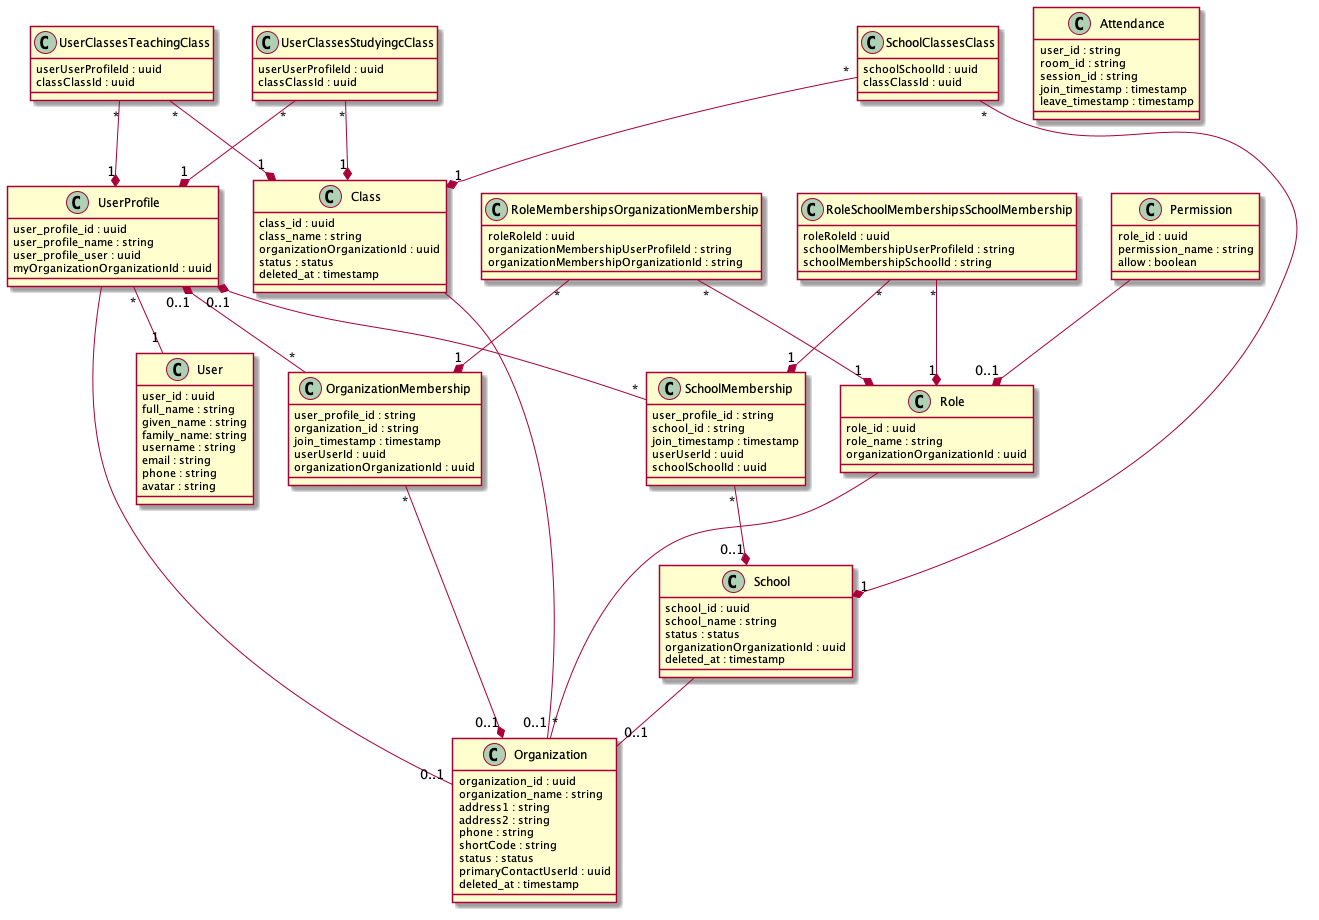 C UserClassesTeachingClass
userUserProfileId : uuid
classClassId : uuid
C UserClassesStudyingcClass
userUserProfileId : uuid
classClassId : uuid
C SchoolClassesClass
schoolSchoolId : uuid
classClassId : uuid
C Attendance
user_id : string
room_id : string
session_id : string
join_timestamp : timestamp
leave_timestamp : timestamp
*
*
*
*
*
*
1
1
1
1
1
C UserProfile
user_profile_id : uuid
user_profile_name : string
user_profile_user : uuid
myOrganizationOrganizationId : uuid
C Class
class_id : uuid
class_name : string
organizationOrganizationId : uuid
status : status
deleted_at : timestamp
C RoleMembershipsOrganizationMembership
roleRoleId : uuid
organizationMembershipUserProfileId : string
organizationMembershipOrganizationId : string
C RoleSchoolMembershipsSchoolMembership
roleRoleId : uuid
schoolMembershipUserProfileId : string
schoolMembershipSchoolId : string
C Permission
role_id : uuid
permission_name : string
allow : boolean
*
0..1
0..1
*
*
*
*
1
*
1
*
1
1
1
0..1
C User
user_id : uuid
full_name : string
given_name : string
family_name: string
username : string
email : string
phone : string
avatar : string
C OrganizationMembership
user_profile_id : string
organization_id : string
join_timestamp : timestamp
userUserId : uuid
organizationOrganizationId : uuid
C SchoolMembership
user_profile_id : string
school_id : string
join_timestamp : timestamp
userUserId : uuid
schoolSchoolId : uuid
C Role
role_id : uuid
role_name : string
organizationOrganizationId : uuid
*
*
0..1
1
C School
school_id : uuid
school_name : string
status : status
organizationOrganizationId : uuid
deleted_at : timestamp
0..1
0..1
*
0..1
0..1
C Organization
organization_id : uuid
organization_name : string
address1 : string
address2 : string
phone : string
shortCode : string
status : status
primaryContactUserId : uuid
deleted_at : timestamp